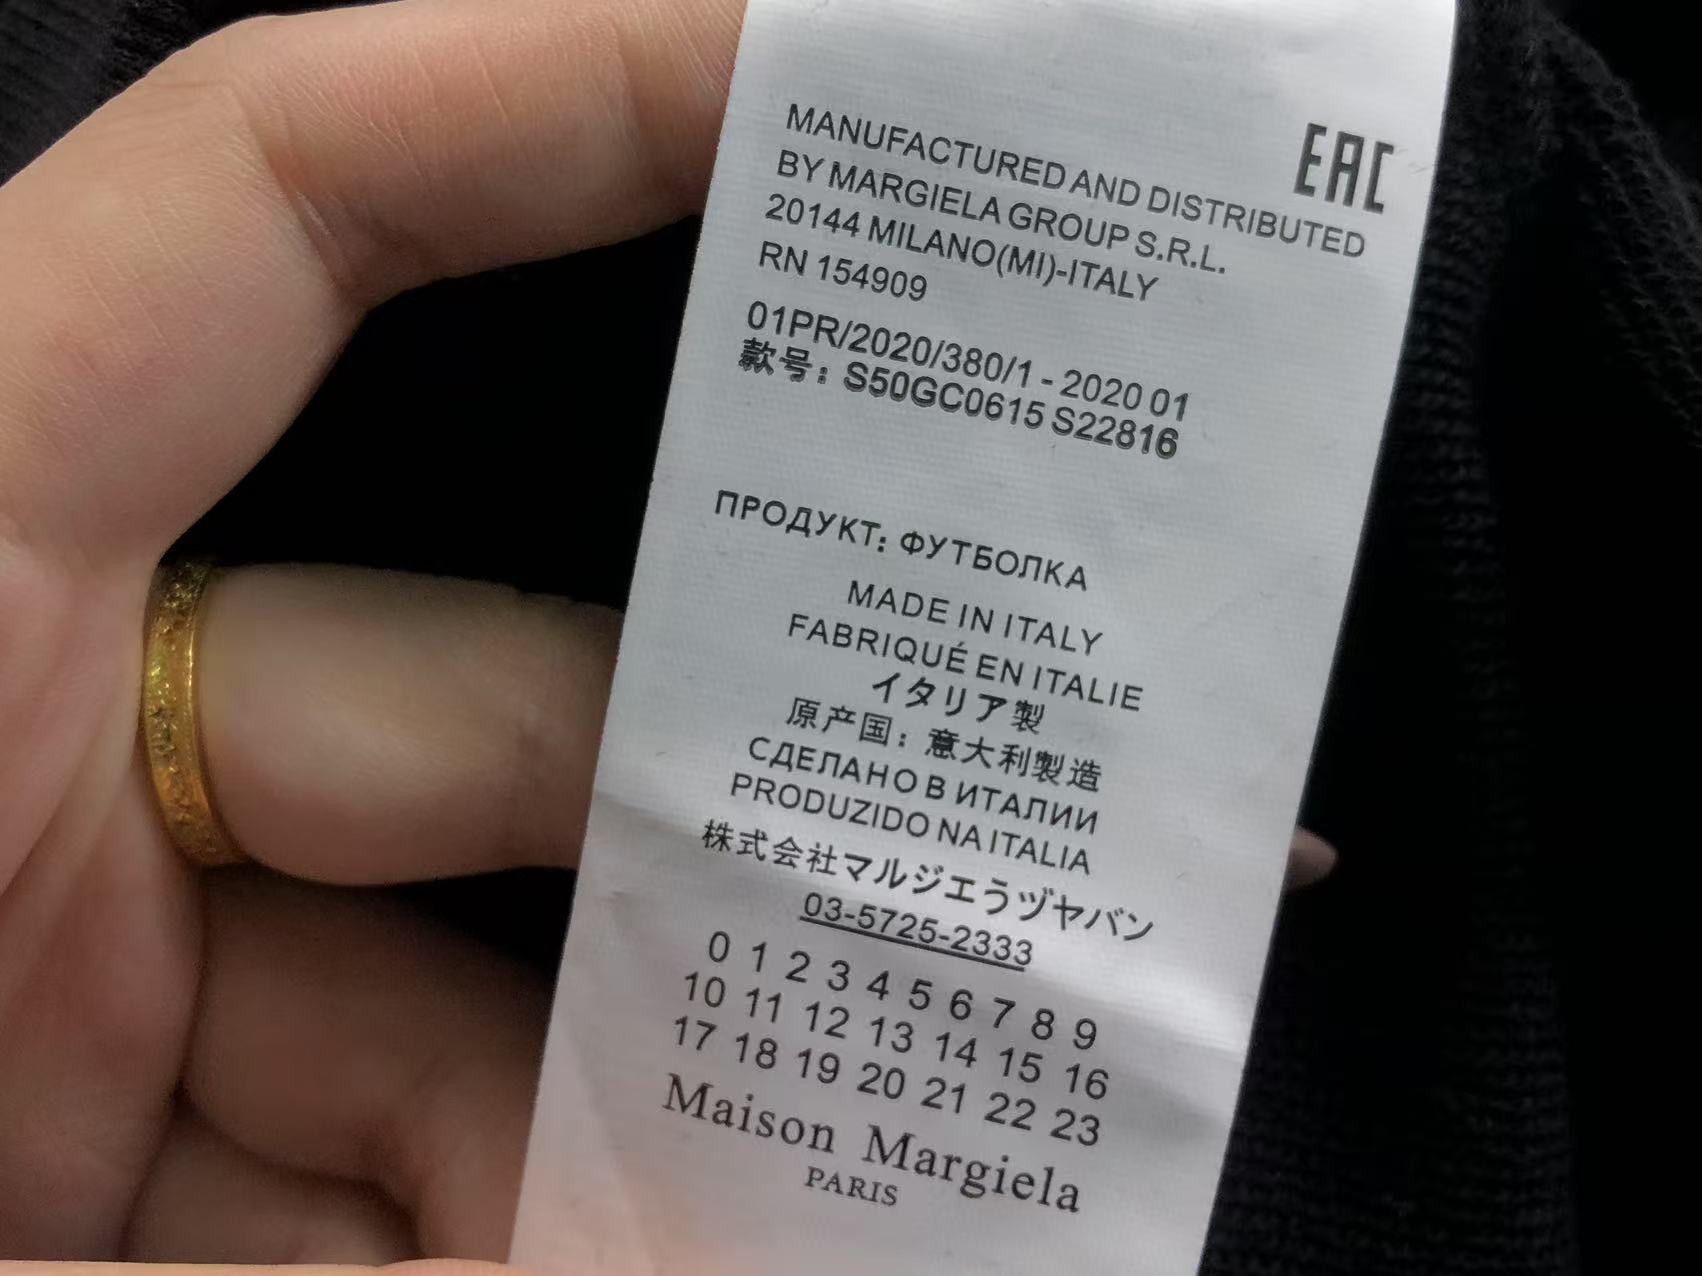 EAC
MANUFACTURED AND DISTRIBUTED
BY MARGIELA GROUP S.R.L.
20144 MILANO(MI)-ITALY
RN 154909
01PR/2020/380/1 - 2020 01
款号：S50GC0615 S22816
ПРОДУКТ: ФУТБОЛКА
MADE IN ITALY
FABRIQUÉ EN ITALIE
イタリア製
原产国：意大利製造
СДЕЛАНО В ИТАЛИИ
PRODUZIDO NA ITALIA
株式会社マルジエうヅヤバン
03-5725-2333
0 1 2 3 4 5 6 7 8 9
10 11 12 13 14 15 16
17 18 19 20 21 22 23
Maison Margiela
PARIS